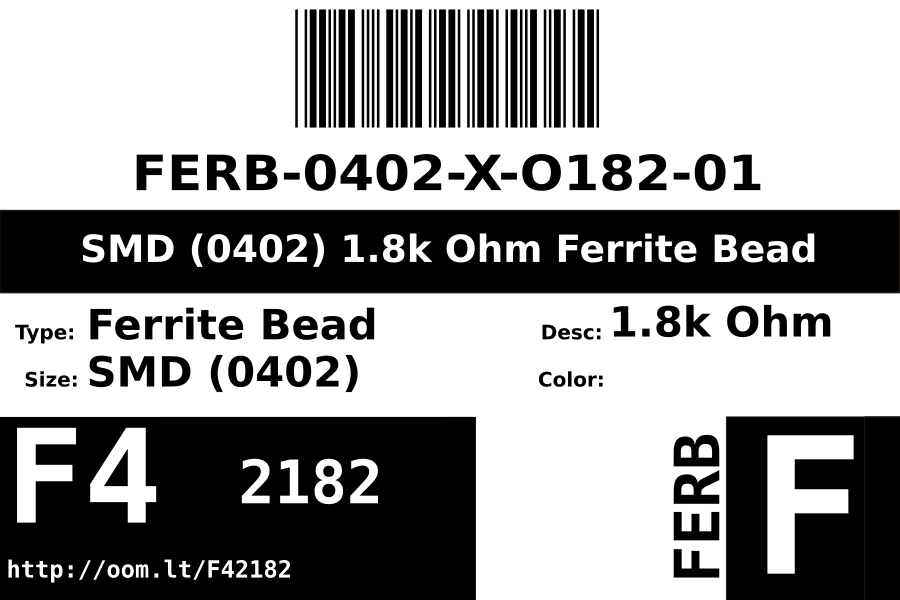 FERB-0402-X-O182-01
SMD (0402) 1.8k Ohm Ferrite Bead
Type: Ferrite Bead
Desc: 1.8k Ohm
Size: SMD (0402)
Color:
F4 2182
http://oom.lt/F42182
FERB
F